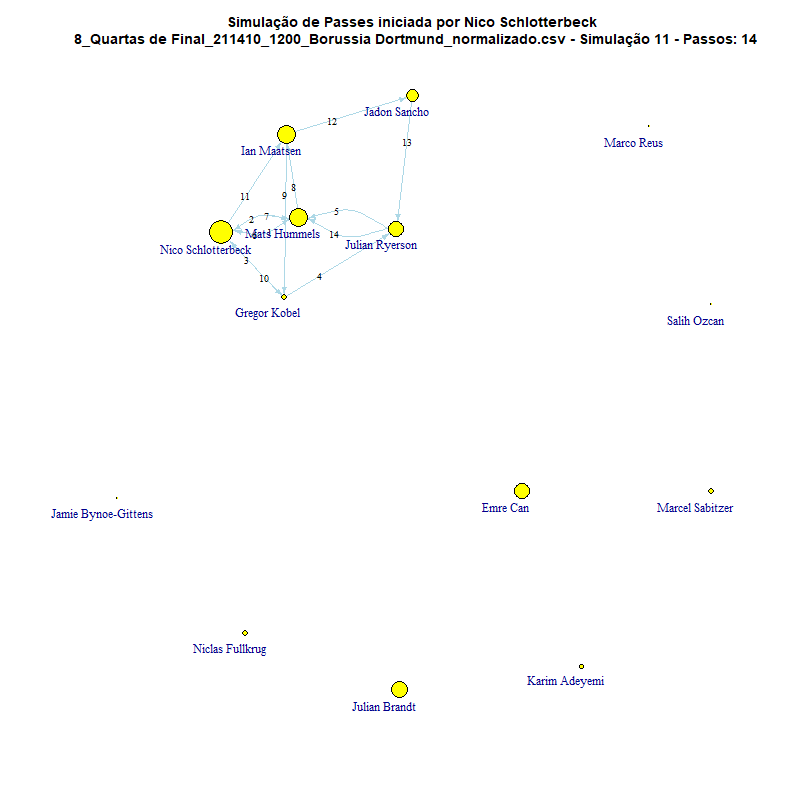 Simulação de Passes iniciada por Nico Schlotterbeck
8_Quartas de Final_211410_1200_Borussia Dortmund_normalizado.csv - Simulação 11 - Passos: 14
Jadon Sancho
12
Marco Reus
13
Ian Maatsen
8
9
11
5
7
2
14
Mats Hummels
Julian Ryerson
Nico Schlotterbeck
3
10
4
Gregor Kobel
Salih Ozcan
Emre Can
Marcel Sabitzer
Jamie Bynoe-Gittens
Niclas Fullkrug
Karim Adeyemi
Julian Brandt